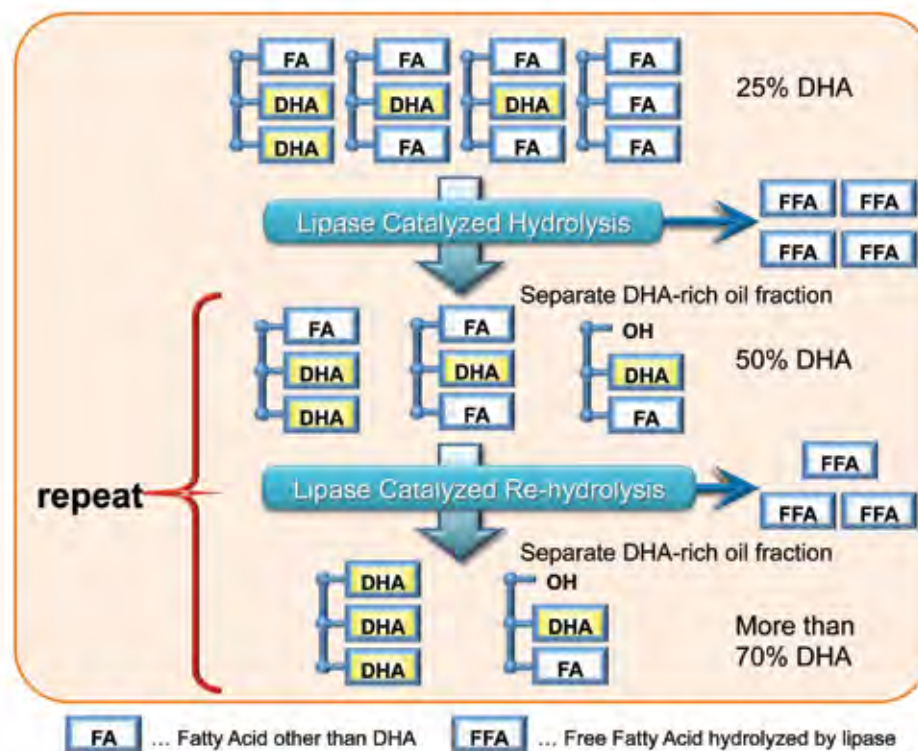 FA FA FA FA
DHA DHA DHA FA
DHA FA FA FA
25% DHA
Lipase Catalyzed Hydrolysis
FFA FFA
FFA FFA
Separate DHA-rich oil fraction
FA FA OH
DHA DHA DHA
DHA FA FA
50% DHA
repeat
Lipase Catalyzed Re-hydrolysis
FFA
FFA FFA
Separate DHA-rich oil fraction
DHA OH
DHA DHA
DHA FA
More than
70% DHA
FA ... Fatty Acid other than DHA FFA ... Free Fatty Acid hydrolyzed by lipase